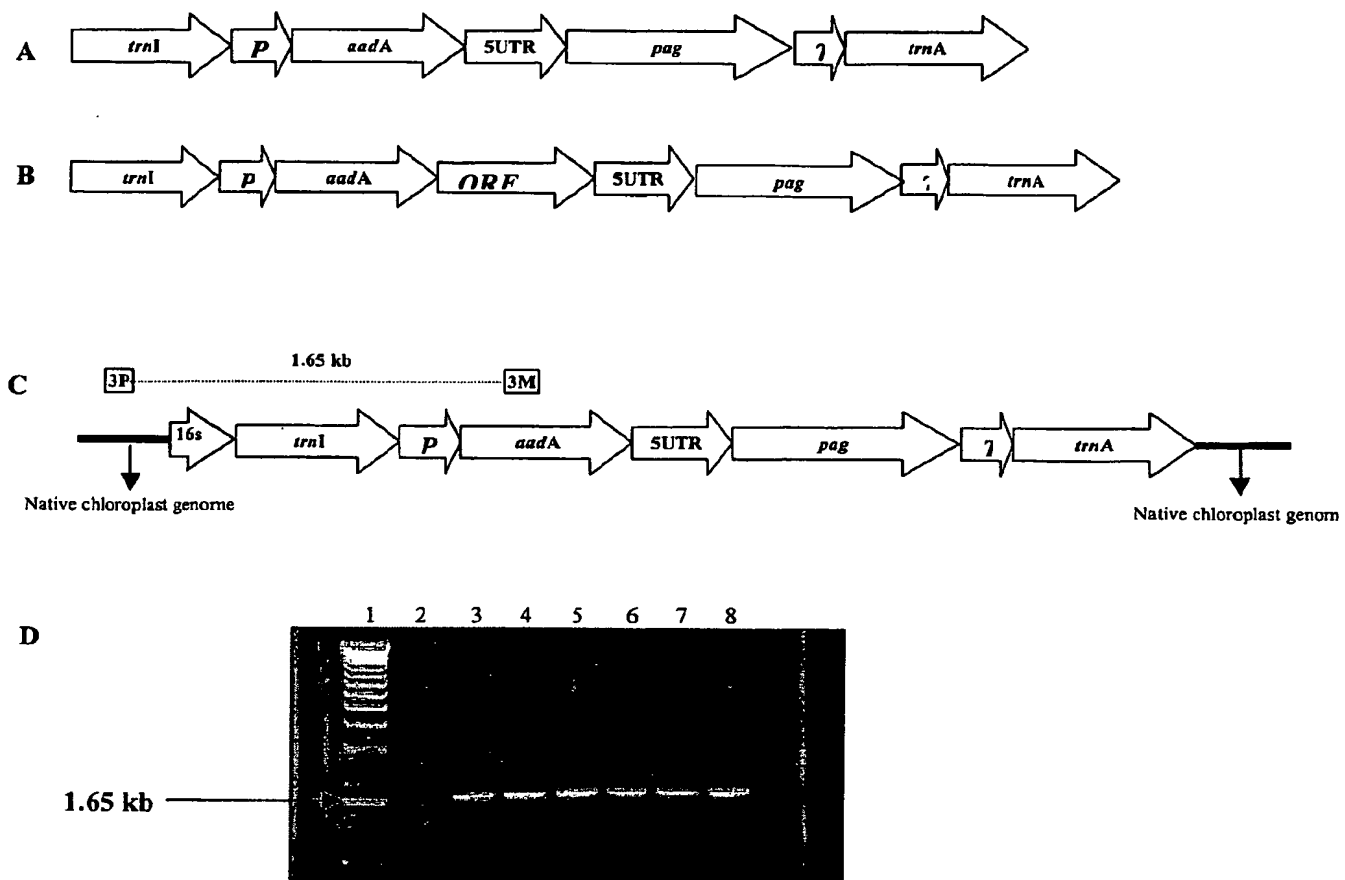 A trnI P aadA 5UTR pag trnA
B trnI P aadA ORF 5UTR pag trnA
1.65 kb
C 3P 3M
16s trnI P aadA 5UTR pag trnA
Native chloroplast genome
Native chloroplast genom
D
1 2 3 4 5 6 7 8
1.65 kb